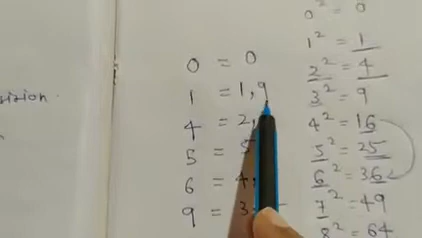 ision.
0 = 0
1 = 1, 9
4 = 2,
5 = 5
6 = 4,
9 = 3
0² = 0
1² = 1
2² = 4
3² = 9
4² = 16
5² = 25
6² = 36
7² = 49
8² = 64